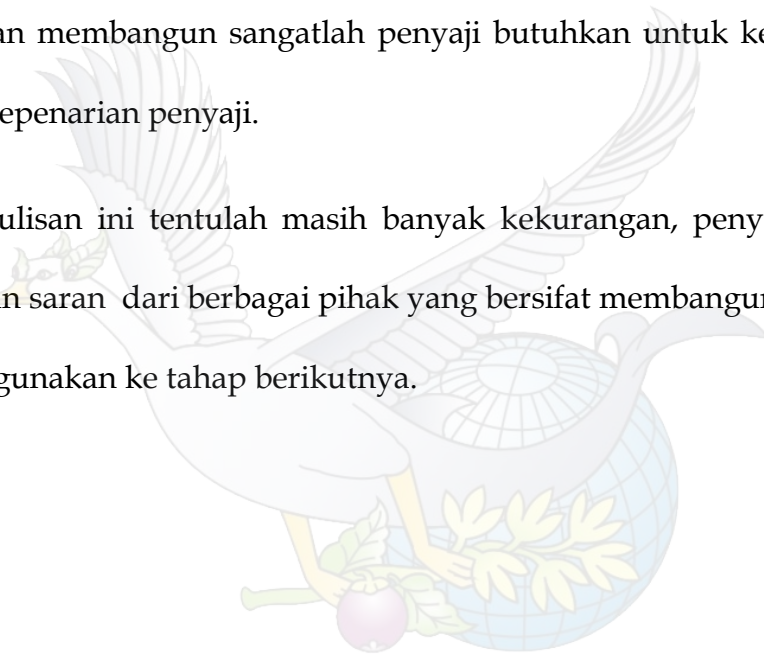 an membangun sangatlah penyaji butuhkan untuk ke
epenarian penyaji.
ulisan ini tentulah masih banyak kekurangan, peny
n saran dari berbagai pihak yang bersifat membangun
gunakan ke tahap berikutnya.